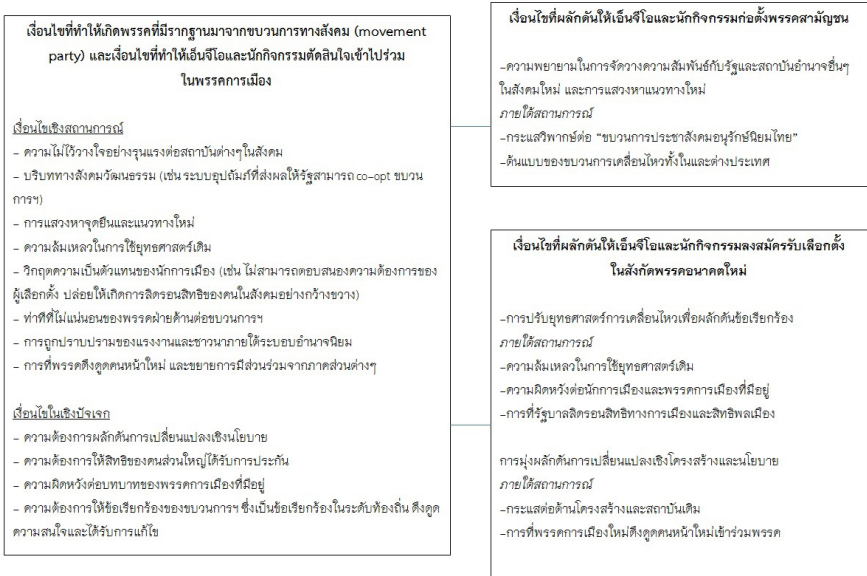 เงื่อนไขที่ทำให้เกิดพรรคที่มีรากฐานมาจากขบวนการทางสังคม (movement
party) และเงื่อนไขที่ทำให้เอ็นจีโอและนักกิจกรรมตัดสินใจเข้าไปร่วม
ในพรรคการเมือง
เงื่อนไขเชิงสถานการณ์
- ความไม่ไว้วางใจอย่างรุนแรงต่อสถาบันต่างๆในสังคม
- บริบททางสังคมวัฒนธรรม (เช่น ระบบอุปถัมภ์ที่ส่งผลให้รัฐสามารถ co-opt ขบวน
การฯ)
- การแสวงหาจุดยืนและแนวทางใหม่
- ความล้มเหลวในการใช้ยุทธศาสตร์เดิม
- วิกฤตความเป็นตัวแทนของนักการเมือง (เช่น ไม่สามารถตอบสนองความต้องการของ
ผู้เลือกตั้ง ปล่อยให้เกิดการลิดรอนสิทธิของคนในสังคมอย่างกว้างขวาง)
- ท่าทีที่ไม่แน่นอนของพรรคฝ่ายค้านต่อขบวนการฯ
- การถูกปราบปรามของแรงงานและชาวนาภายใต้ระบอบอำนาจนิยม
- การที่พรรคดึงดูดคนหน้าใหม่ และขยายการมีส่วนร่วมจากภาคส่วนต่างๆ
เงื่อนไขในเชิงปัจเจก
- ความต้องการผลักดันการเปลี่ยนแปลงเชิงนโยบาย
- ความต้องการให้สิทธิของคนส่วนใหญ่ได้รับการประกัน
- ความผิดหวังต่อบทบาทของพรรคการเมืองที่มีอยู่
- ความต้องการให้ข้อเรียกร้องของขบวนการฯ ซึ่งเป็นข้อเรียกร้องในระดับท้องถิ่น ดึงดูด
ความสนใจและได้รับการแก้ไข
เงื่อนไขที่ผลักดันให้เอ็นจีโอและนักกิจกรรมก่อตั้งพรรคสามัญชน
-ความพยายามในการจัดวางความสัมพันธ์กับรัฐและสถาบันอำนาจอื่นๆ
ในสังคมใหม่ และการแสวงหาแนวทางใหม่
ภายใต้สถานการณ์
-กระแสวิพากษ์ต่อ "ขบวนการประชาสังคมอนุรักษ์นิยมไทย"
-ต้นแบบของขบวนการเคลื่อนไหวทั้งในและต่างประเทศ
เงื่อนไขที่ผลักดันให้เอ็นจีโอและนักกิจกรรมลงสมัครรับเลือกตั้ง
ในสังกัดพรรคอนาคตใหม่
-การปรับยุทธศาสตร์การเคลื่อนไหวเพื่อผลักดันข้อเรียกร้อง
ภายใต้สถานการณ์
-ความล้มเหลวในการใช้ยุทธศาสตร์เดิม
-ความผิดหวังต่อนักการเมืองและพรรคการเมืองที่มีอยู่
-การที่รัฐบาลลิดรอนสิทธิทางการเมืองและสิทธิพลเมือง
การมุ่งผลักดันการเปลี่ยนแปลงเชิงโครงสร้างและนโยบาย
ภายใต้สถานการณ์
-กระแสต่อต้านโครงสร้างและสถาบันเดิม
-การที่พรรคการเมืองใหม่ดึงดูดคนหน้าใหม่เข้าร่วมพรรค